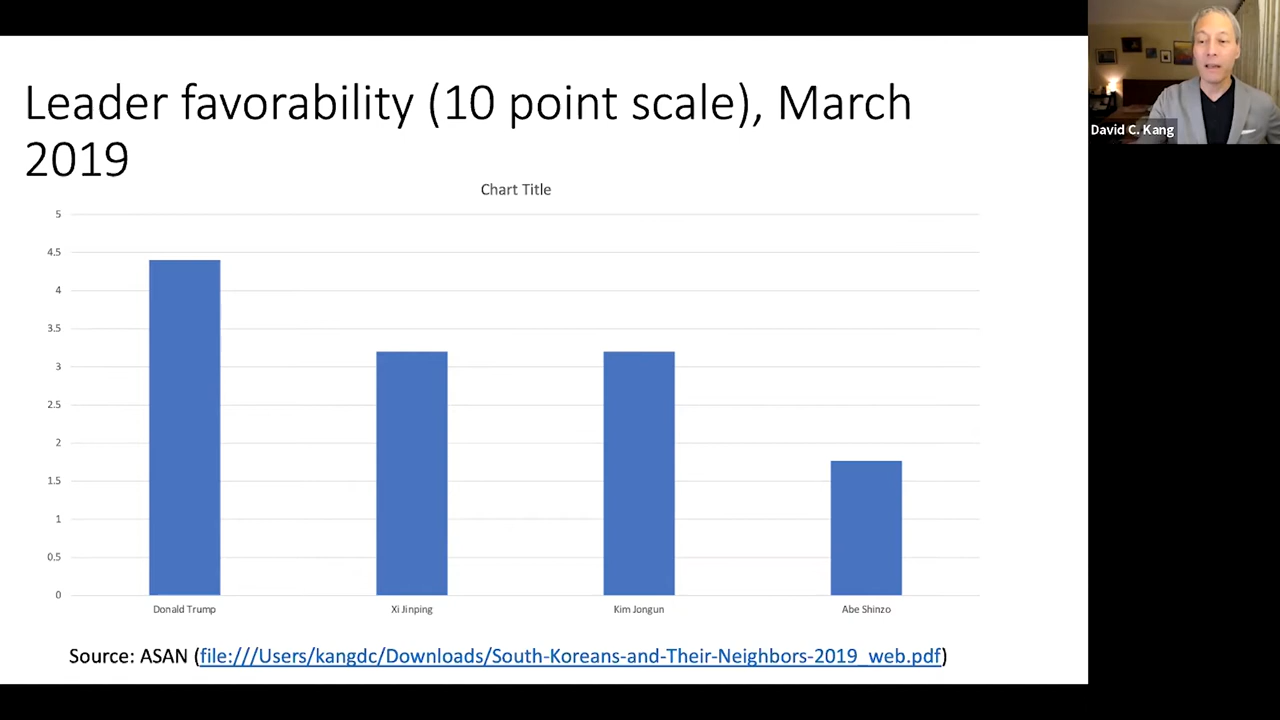 Leader favorability (10 point scale), March
2019
Chart Title
5
4.5
4
3.5
3
2.5
2
1.5
1
0.5
0
Donald Trump
Xi Jinping
Kim Jongun
Abe Shinzo
Source: ASAN (file:///Users/kangdc/Downloads/South-Koreans-and-Their-Neighbors-2019_web.pdf)
David C. Kang